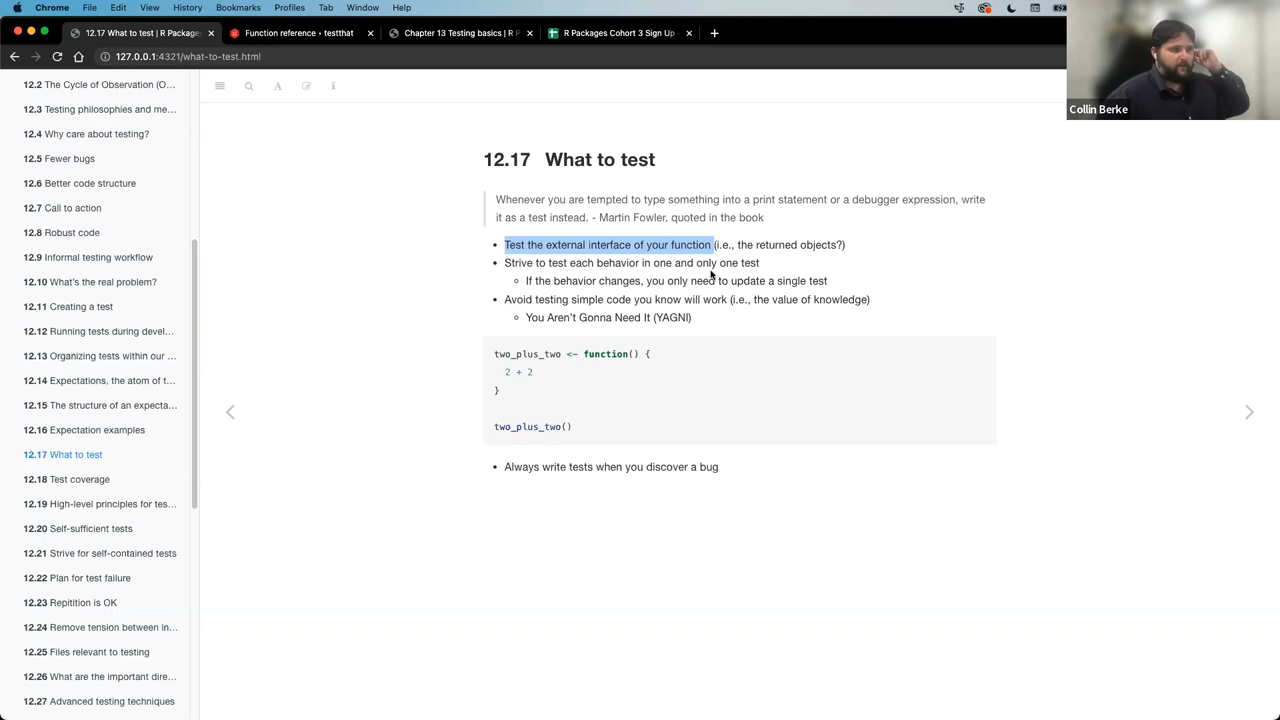 Chrome File Edit View History Bookmarks Profiles Tab Window Help
12.17 What to test | R Package
Function reference • testthat
Chapter 13 Testing basics | R P
R Packages Cohort 3 Sign Up -
127.0.0.1:4321/what-to-test.html
Collin Berke
12.2 The Cycle of Observation (O…
12.3 Testing philosophies and me…
12.4 Why care about testing?
12.5 Fewer bugs
12.6 Better code structure
12.7 Call to action
12.8 Robust code
12.9 Informal testing workflow
12.10 What's the real problem?
12.11 Creating a test
12.12 Running tests during devel…
12.13 Organizing tests within our …
12.14 Expectations, the atom of t…
12.15 The structure of an expecta…
12.16 Expectation examples
12.17 What to test
12.18 Test coverage
12.19 High-level principles for tes…
12.20 Self-sufficient tests
12.21 Strive for self-contained tests
12.22 Plan for test failure
12.23 Repitition is OK
12.24 Remove tension between in…
12.25 Files relevant to testing
12.26 What are the important dire…
12.27 Advanced testing techniques
A
i
12.17 What to test
Whenever you are tempted to type something into a print statement or a debugger expression, write
it as a test instead. - Martin Fowler, quoted in the book
• Test the external interface of your function (i.e., the returned objects?)
• Strive to test each behavior in one and only one test
If the behavior changes, you only need to update a single test
• Avoid testing simple code you know will work (i.e., the value of knowledge)
You Aren't Gonna Need It (YAGNI)
two_plus_two <- function() {
2 + 2
}
two_plus_two()
• Always write tests when you discover a bug